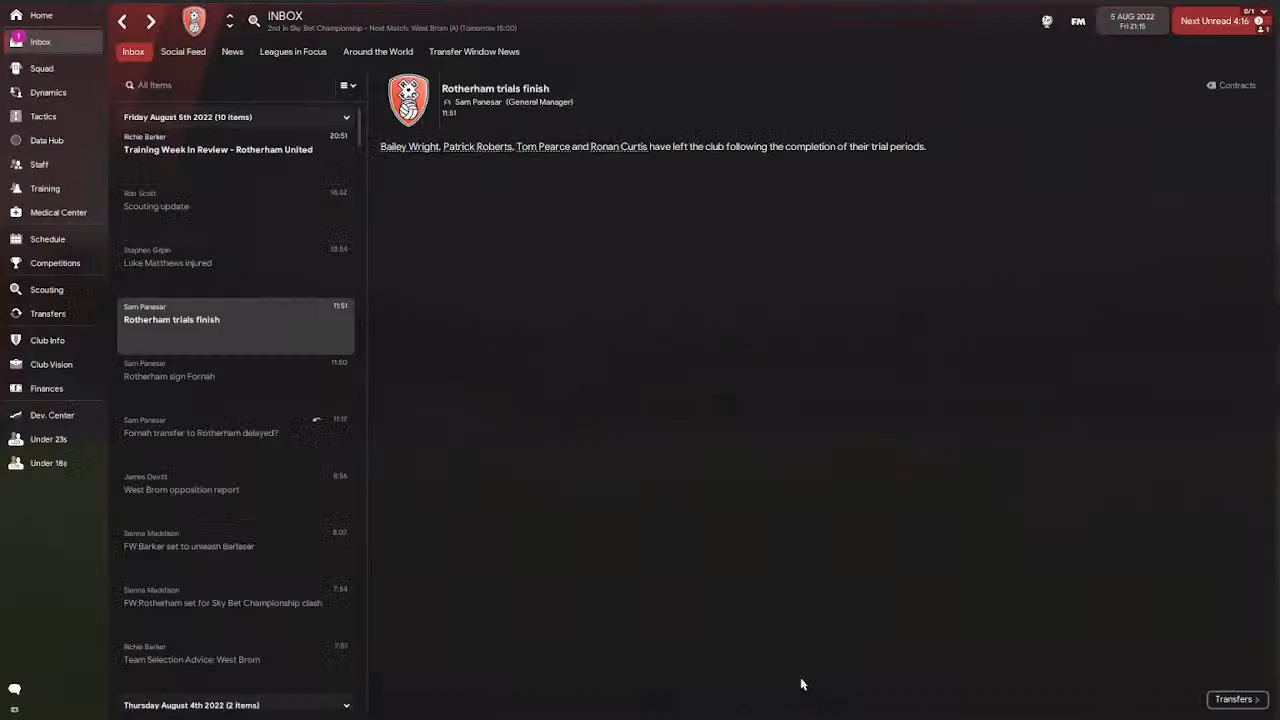 Home
1
Inbox
Squad
Dynamics
Tactics
Data Hub
Staff
Training
Medical Center
Schedule
Competitions
Scouting
Transfers
Club Info
Club Vision
Finances
Dev. Center
Under 23s
Under 18s
INBOX
2nd in Sky Bet Championship - Next Match: West Brom (A) (Tomorrow 15:00)
FM
5 AUG 2022
Fri 21:15
0/1
Next Unread 4:16
1
Inbox Social Feed News Leagues in Focus Around the World Transfer Window News
All Items
Friday August 5th 2022 (10 items)
Richie Barker 20:51
Training Week In Review - Rotherham United
Rob Scott
Scouting update
Stephen Gilpin
Luke Matthews injured
Sam Panesar 11:51
Rotherham trials finish
Sam Panesar 11:50
Rotherham sign Fornah
Sam Panesar 11:17
Fornah transfer to Rotherham delayed?
James Devitt 8:56
West Brom opposition report
Sienna Maddison 8:07
FW:Barker set to unleash Barlaser
Sienna Maddison 7:54
FW:Rotherham set for Sky Bet Championship clash
Richie Barker 7:51
Team Selection Advice: West Brom
Thursday August 4th 2022 (2 items)
Rotherham trials finish
Sam Panesar (General Manager)
11:51
Contracts
Bailey Wright, Patrick Roberts, Tom Pearce and Ronan Curtis have left the club following the completion of their trial periods.
Transfers